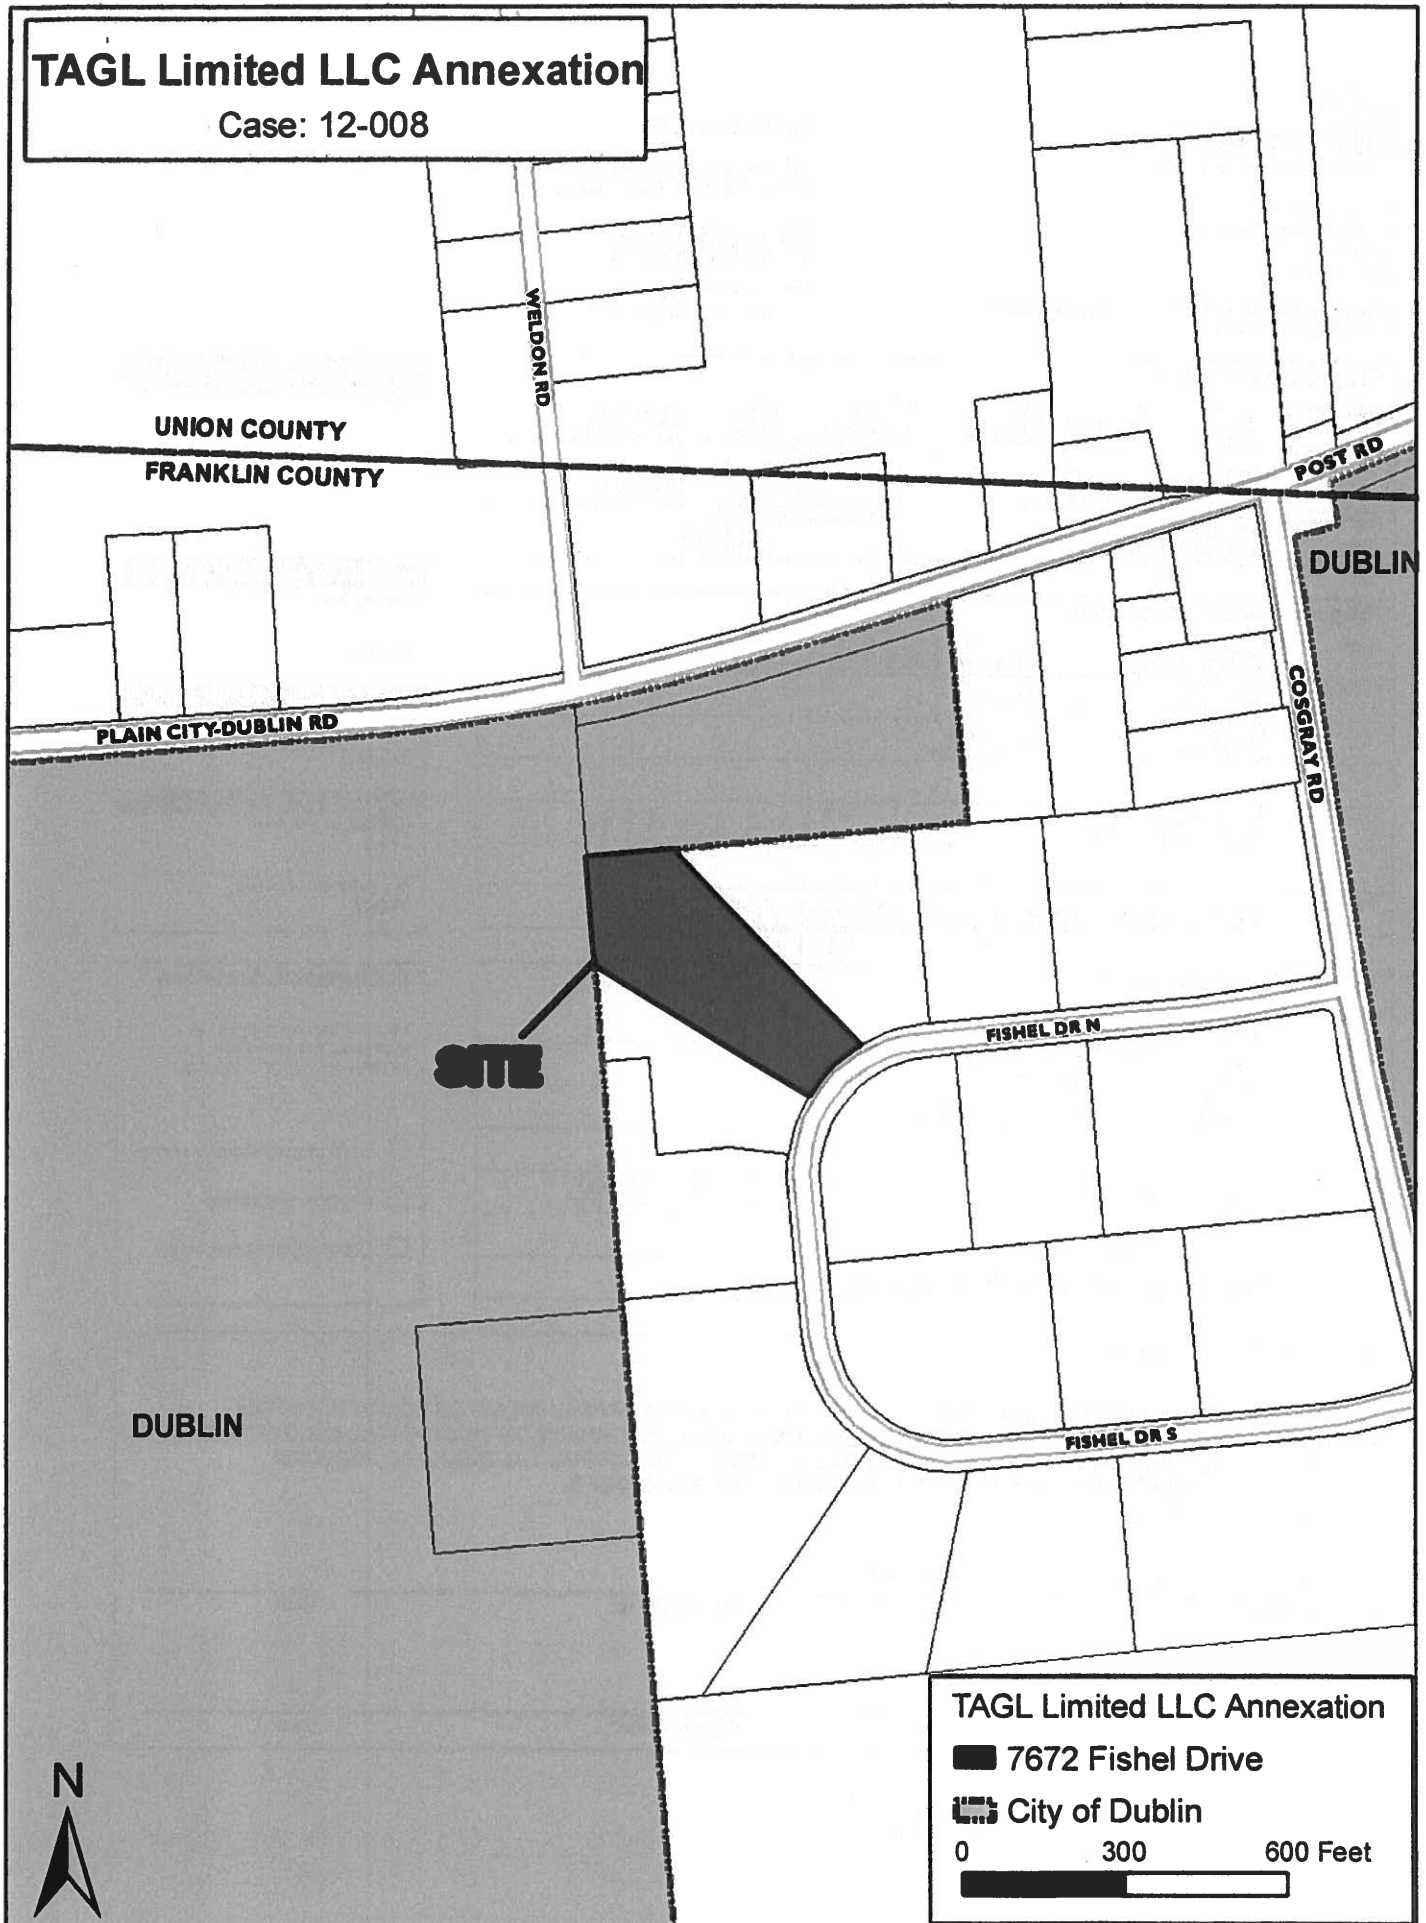 TAGL Limited LLC Annexation
Case: 12-008
WELDON RD
UNION COUNTY
FRANKLIN COUNTY
POST RD
DUBLIN
COSGRAY RD
PLAIN CITY-DUBLIN RD
FISHEL DR N
SITE
DUBLIN
FISHEL DR S
TAGL Limited LLC Annexation
7672 Fishel Drive
City of Dublin
0 300 600 Feet
N